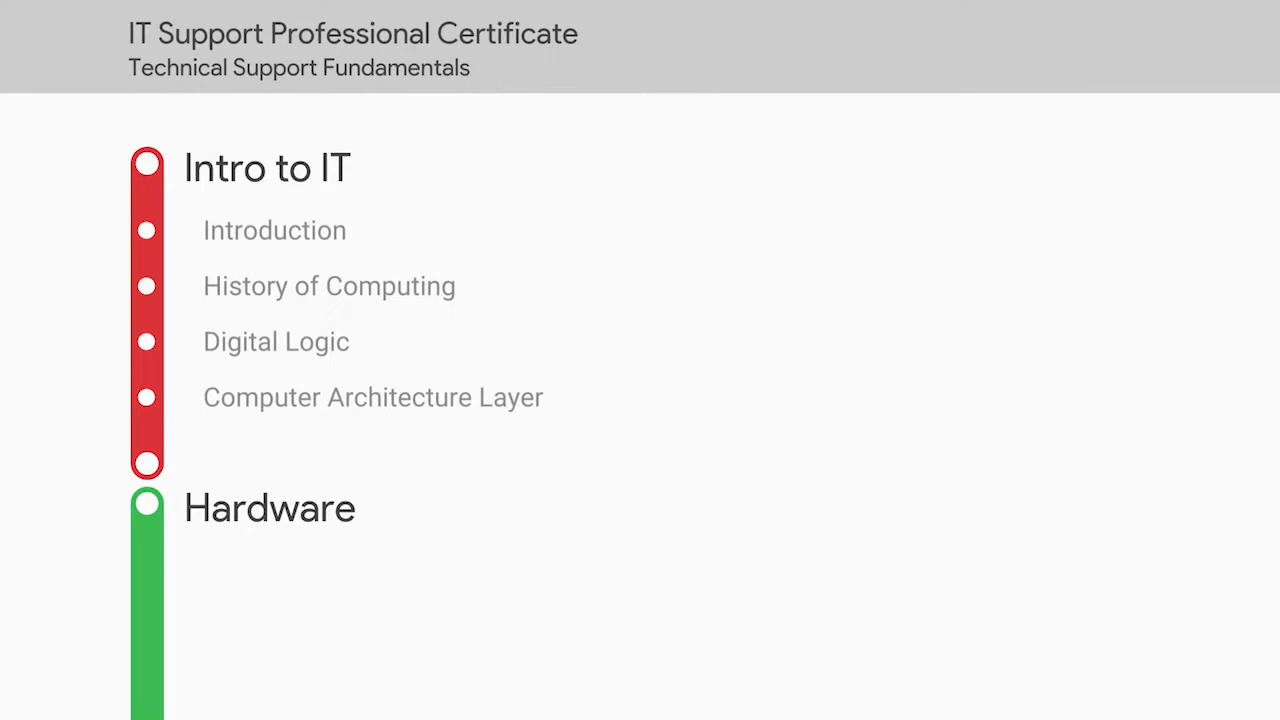 IT Support Professional Certificate
Technical Support Fundamentals
Intro to IT
Introduction
History of Computing
Digital Logic
Computer Architecture Layer
Hardware